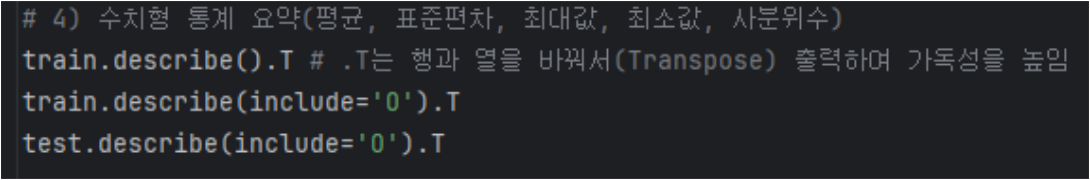 # 4) 수치형 통계 요약(평균, 표준편차, 최대값, 최소값, 사분위수)
train.describe().T # .T는 행과 열을 바꿔서(Transpose) 출력하며 가독성을 높임
train.describe(include='O').T
test.describe(include='O').T